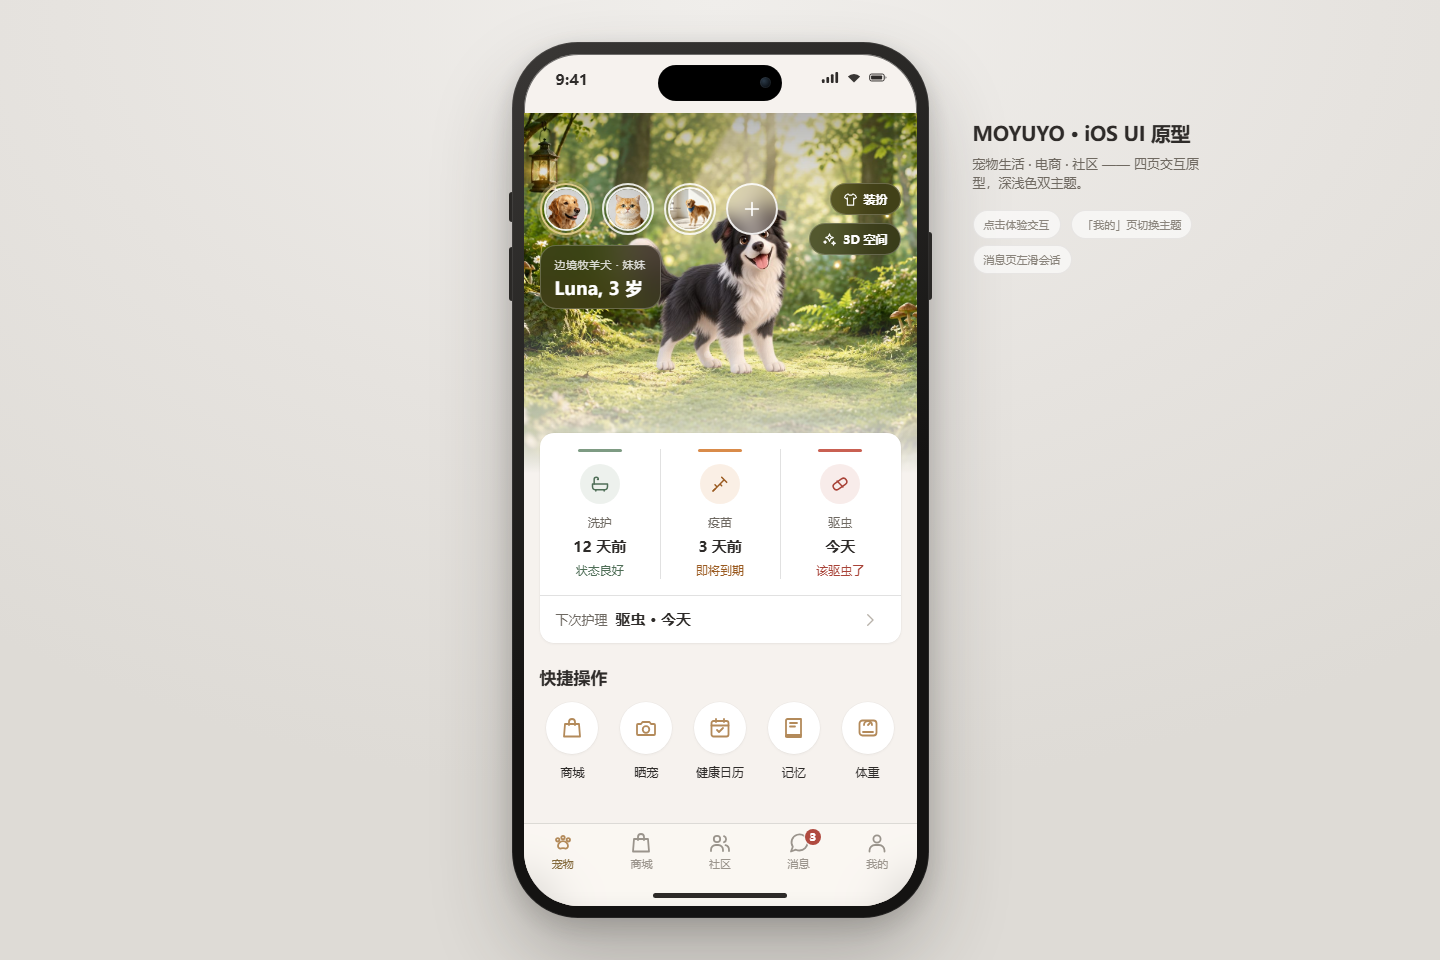 9:41
装扮
3D 空间
边境牧羊犬 · 妹妹
Luna, 3 岁
洗护
12 天前
状态良好
疫苗
3 天前
即将到期
驱虫
今天
该驱虫了
下次护理 驱虫 • 今天
快捷操作
商城
晒宠
健康日历
记忆
体重
宠物
商城
社区
3
消息
我的
MOYUYO • iOS UI 原型
宠物生活 · 电商 · 社区 —— 四页交互原
型，深浅色双主题。
点击体验交互
「我的」页切换主题
消息页左滑会话